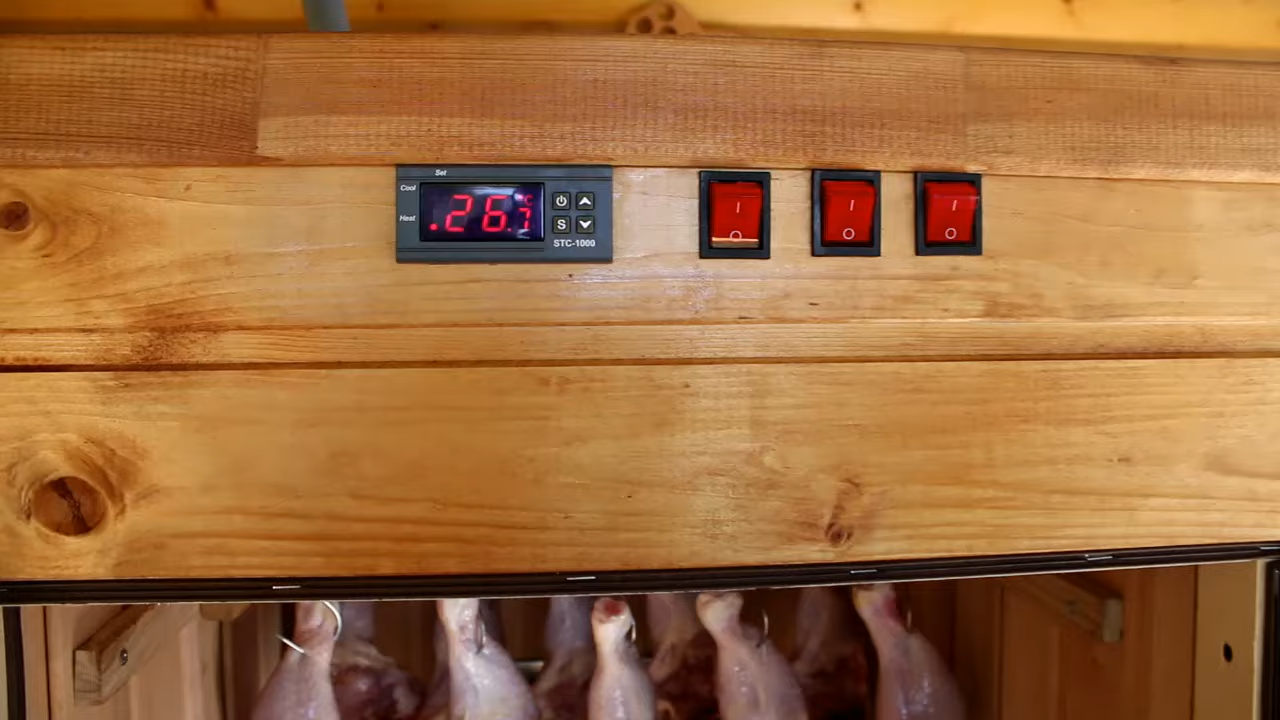 Set
Cool
Heat
.26.7 °C
S
STC-1000
I
O
I
O
I
O